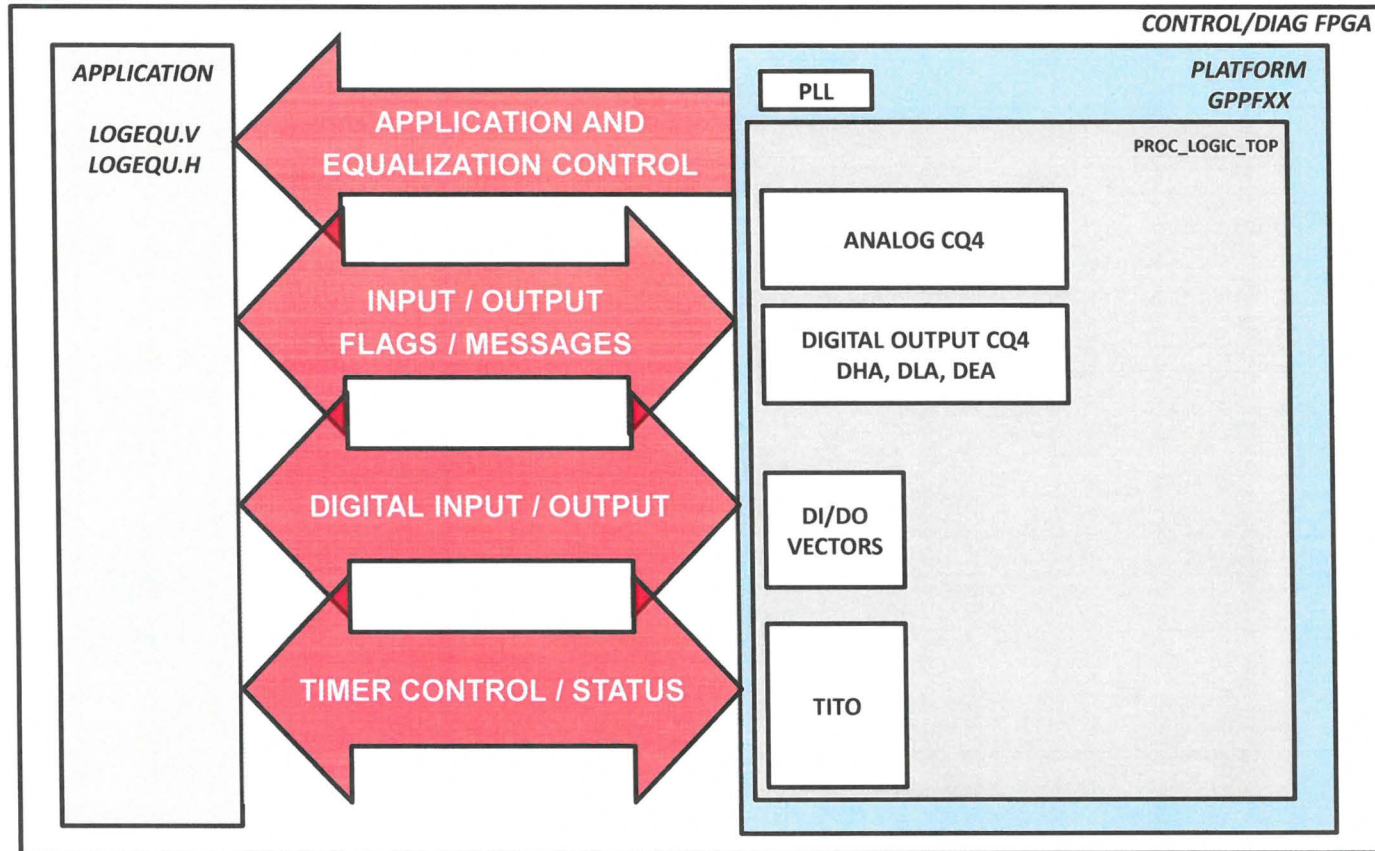 CONTROL/DIAG FPGA
APPLICATION
LOGEQU.V
LOGEQU.H
APPLICATION AND
EQUALIZATION CONTROL
INPUT / OUTPUT
FLAGS / MESSAGES
DIGITAL INPUT / OUTPUT
TIMER CONTROL / STATUS
PLATFORM
GPPFXX
PLL
PROC_LOGIC_TOP
ANALOG CQ4
DIGITAL OUTPUT CQ4
DHA, DLA, DEA
DI/DO
VECTORS
TITO